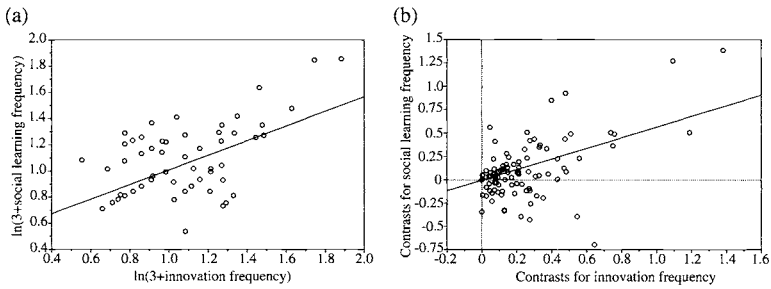 (a)
ln(3+social learning frequency)
2.0
1.8
1.6
1.4
1.2
1.0
0.8
0.6
0.4
0.4 0.6 0.8 1.0 1.2 1.4 1.6 1.8 2.0
ln(3+innovation frequency)
(b)
Contrasts for social learning frequency
1.5
1.25
1
0.75
0.5
0.25
0
-0.25
-0.5
-0.75
-0.2 0 0.2 0.4 0.6 0.8 1 1.2 1.4 1.6
Contrasts for innovation frequency